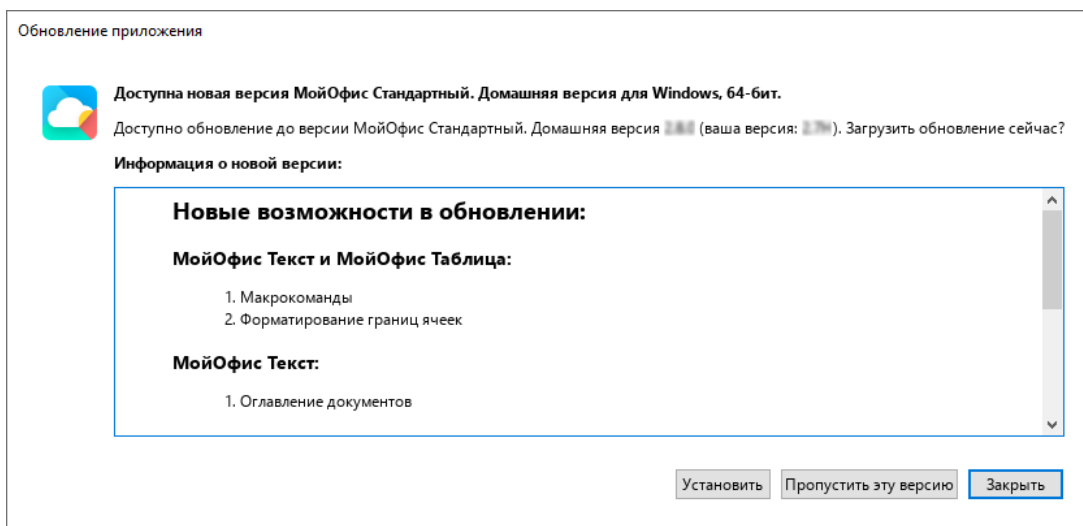 Обновление приложения
Доступна новая версия МойОфис Стандартный. Домашняя версия для Windows, 64-бит.
Доступно обновление до версии МойОфис Стандартный. Домашняя версия (ваша версия: ). Загрузить обновление сейчас?
Информация о новой версии:
Новые возможности в обновлении:
МойОфис Текст и МойОфис Таблица:
1. Макрокоманды
2. Форматирование границ ячеек
МойОфис Текст:
1. Оглавление документов
Установить Пропустить эту версию Закрыть